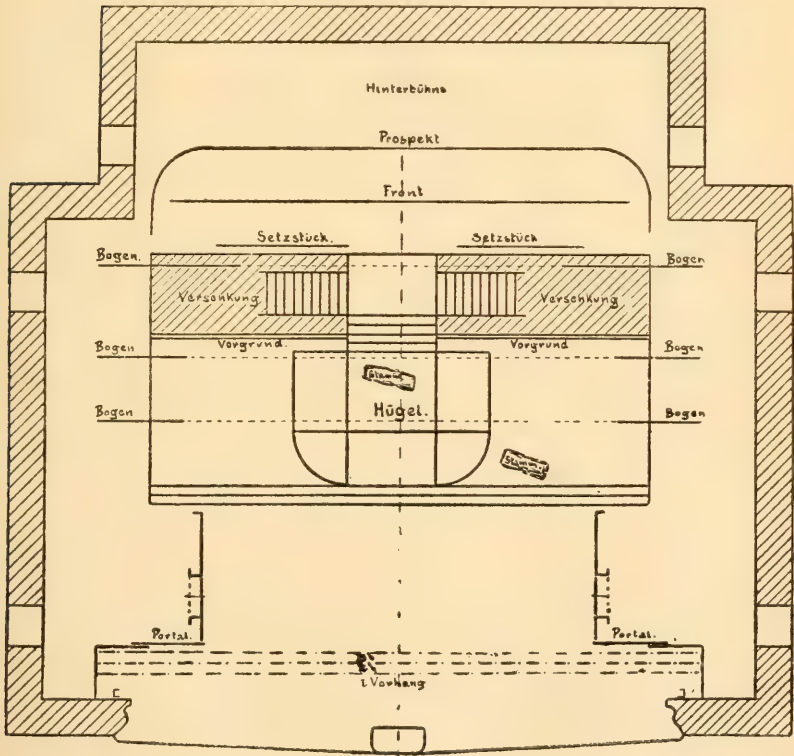 Hinterbühne
Prospekt
Front
Setzstück. Setzstück
Bogen. Bogen
Versenkung Versenkung
Vorgrund. Vorgrund
Bogen Bogen
Stamm.
Hügel.
Bogen Bogen
Stamm.
Portal. Portal.
Vorhang